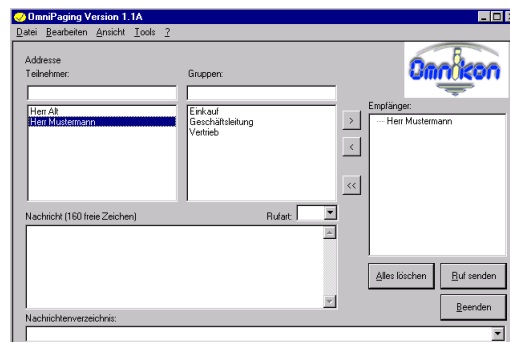 OmniPaging Version 1.1A
Datei Bearbeiten Ansicht Tools ?
Omnikon
Addresse
Teilnehmer:
Gruppen:
Herr Alt
Herr Mustermann
Einkauf
Geschäftsleitung
Vertrieb
>
<
<<
Empfänger:
Herr Mustermann
Nachricht (160 freie Zeichen)
Rufart:
Alles löschen
Ruf senden
Beenden
Nachrichtenverzeichnis: